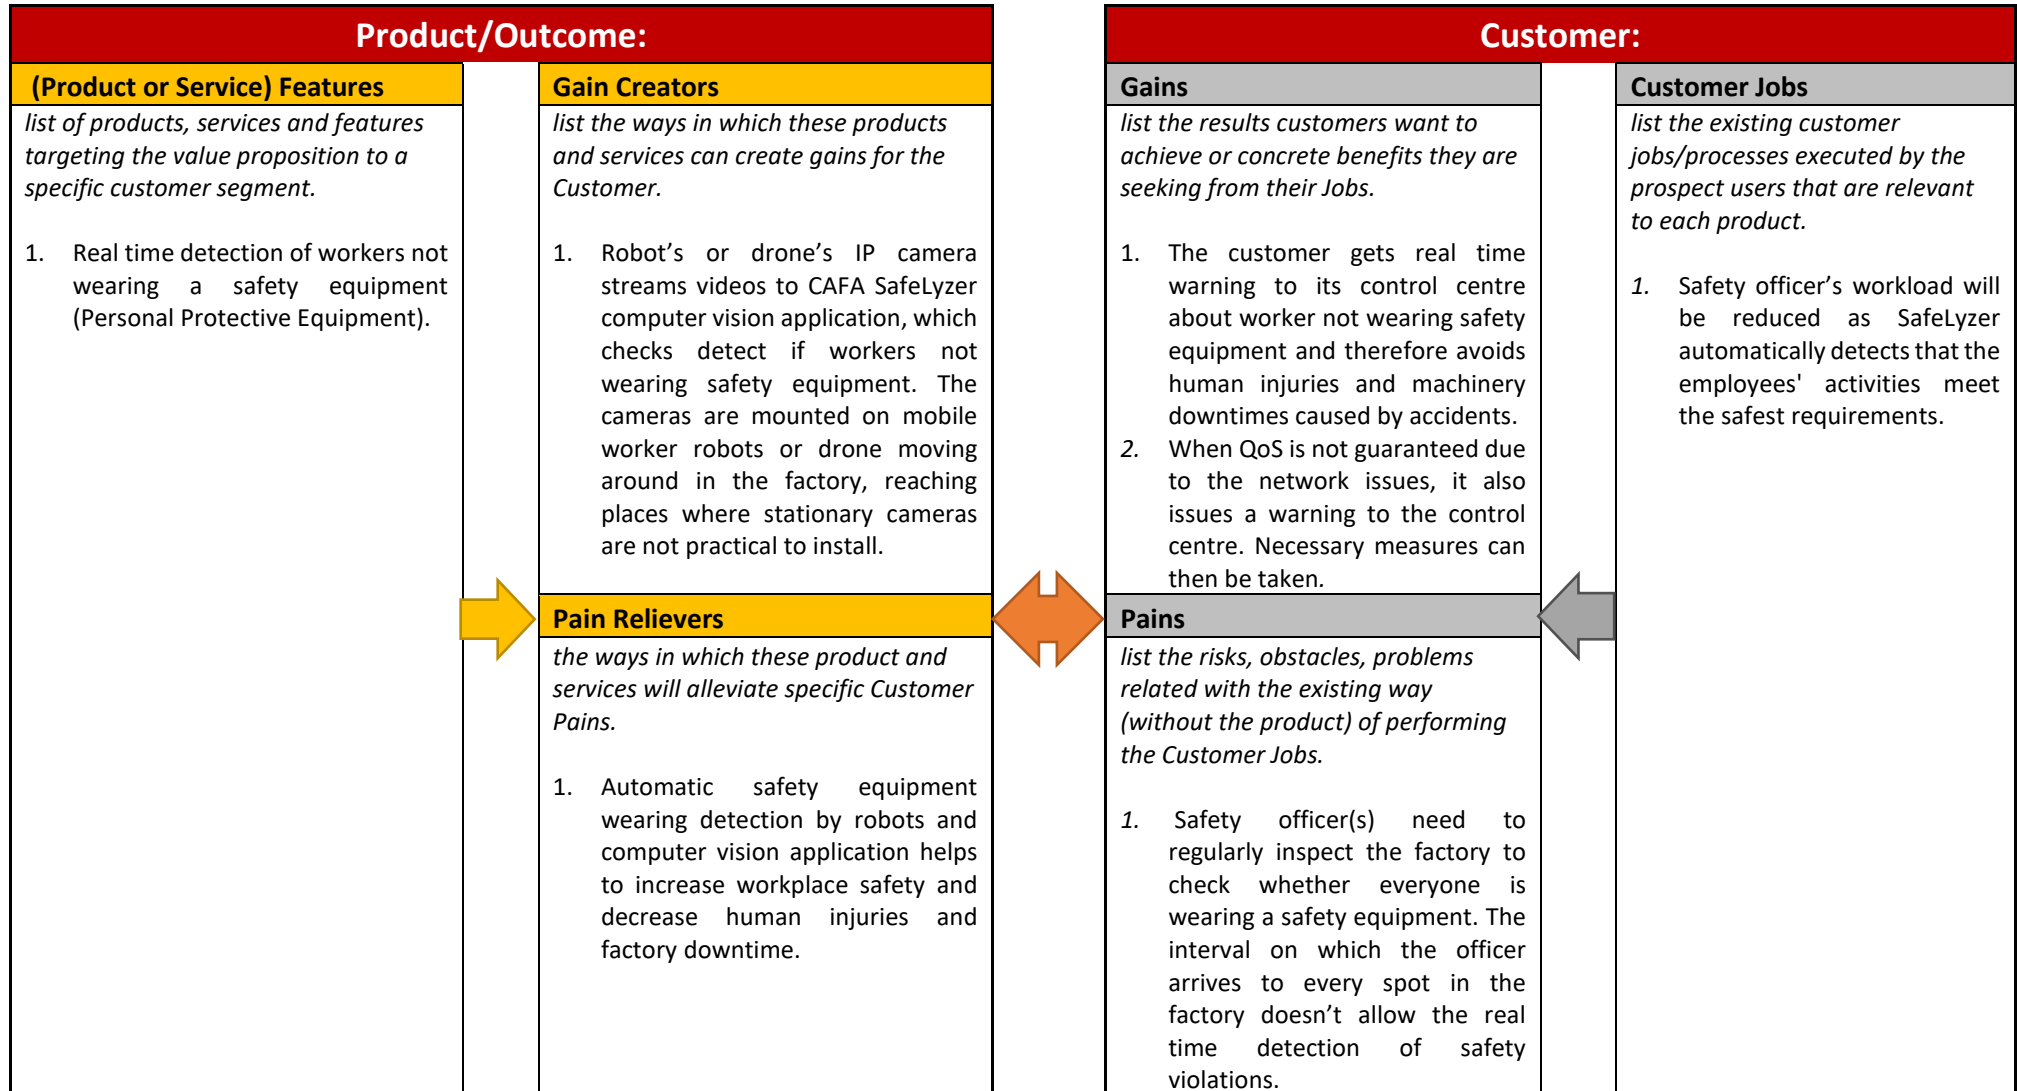 Product/Outcome:
(Product or Service) Features
list of products, services and features
targeting the value proposition to a
specific customer segment.
1. Real time detection of workers not
wearing a safety equipment
(Personal Protective Equipment).
Gain Creators
list the ways in which these products
and services can create gains for the
Customer.
1. Robot’s or drone’s IP camera
streams videos to CAFA SafeLyzer
computer vision application, which
checks detect if workers not
wearing safety equipment. The
cameras are mounted on mobile
worker robots or drone moving
around in the factory, reaching
places where stationary cameras
are not practical to install.
Pain Relievers
the ways in which these product and
services will alleviate specific Customer
Pains.
1. Automatic safety equipment
wearing detection by robots and
computer vision application helps
to increase workplace safety and
decrease human injuries and
factory downtime.
Customer:
Gains
list the results customers want to
achieve or concrete benefits they are
seeking from their Jobs.
1. The customer gets real time
warning to its control centre
about worker not wearing safety
equipment and therefore avoids
human injuries and machinery
downtimes caused by accidents.
2. When QoS is not guaranteed due
to the network issues, it also
issues a warning to the control
centre. Necessary measures can
then be taken.
Pains
list the risks, obstacles, problems
related with the existing way
(without the product) of performing
the Customer Jobs.
1. Safety officer(s) need to
regularly inspect the factory to
check whether everyone is
wearing a safety equipment. The
interval on which the officer
arrives to every spot in the
factory doesn’t allow the real
time detection of safety
violations.
Customer Jobs
list the existing customer
jobs/processes executed by the
prospect users that are relevant
to each product.
1. Safety officer’s workload will
be reduced as SafeLyzer
automatically detects that the
employees' activities meet
the safest requirements.